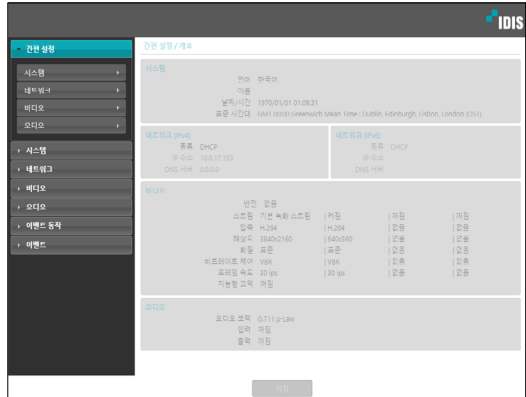 IDIS
간편 설정
시스템
네트워크
비디오
오디오
시스템
네트워크
비디오
오디오
이벤트 동작
이벤트
간편 설정 / 개요
시스템
언어 한국어
이름
날짜/시간 1970/01/01 01:09:31
표준 시간대 GMT-0000 Greenwich Mean Time : Dublin, Edinburgh, Lisbon, London (DST)
네트워크 (IPv4)
종류 DHCP
IP 주소 10.0.17.153
DNS 서버 0.0.0.0
네트워크 (IPv6)
종류 DHCP
IP 주소
DNS 서버
비디오
반전 없음
스트림 기본 녹화 스트림 | 켜짐 | 꺼짐 | 꺼짐
압축 H.264 | H.264 | 없음 | 없음
해상도 3840x2160 | 640x360 | 없음 | 없음
화질 표준 | 표준 | 없음 | 없음
비트레이트 제어 VBR | VBR | 없음 | 없음
프레임 속도 30 ips | 30 ips | 없음 | 없음
지능형 코덱 꺼짐
오디오
오디오 코덱 G.711 μ-Law
입력 꺼짐
출력 꺼짐